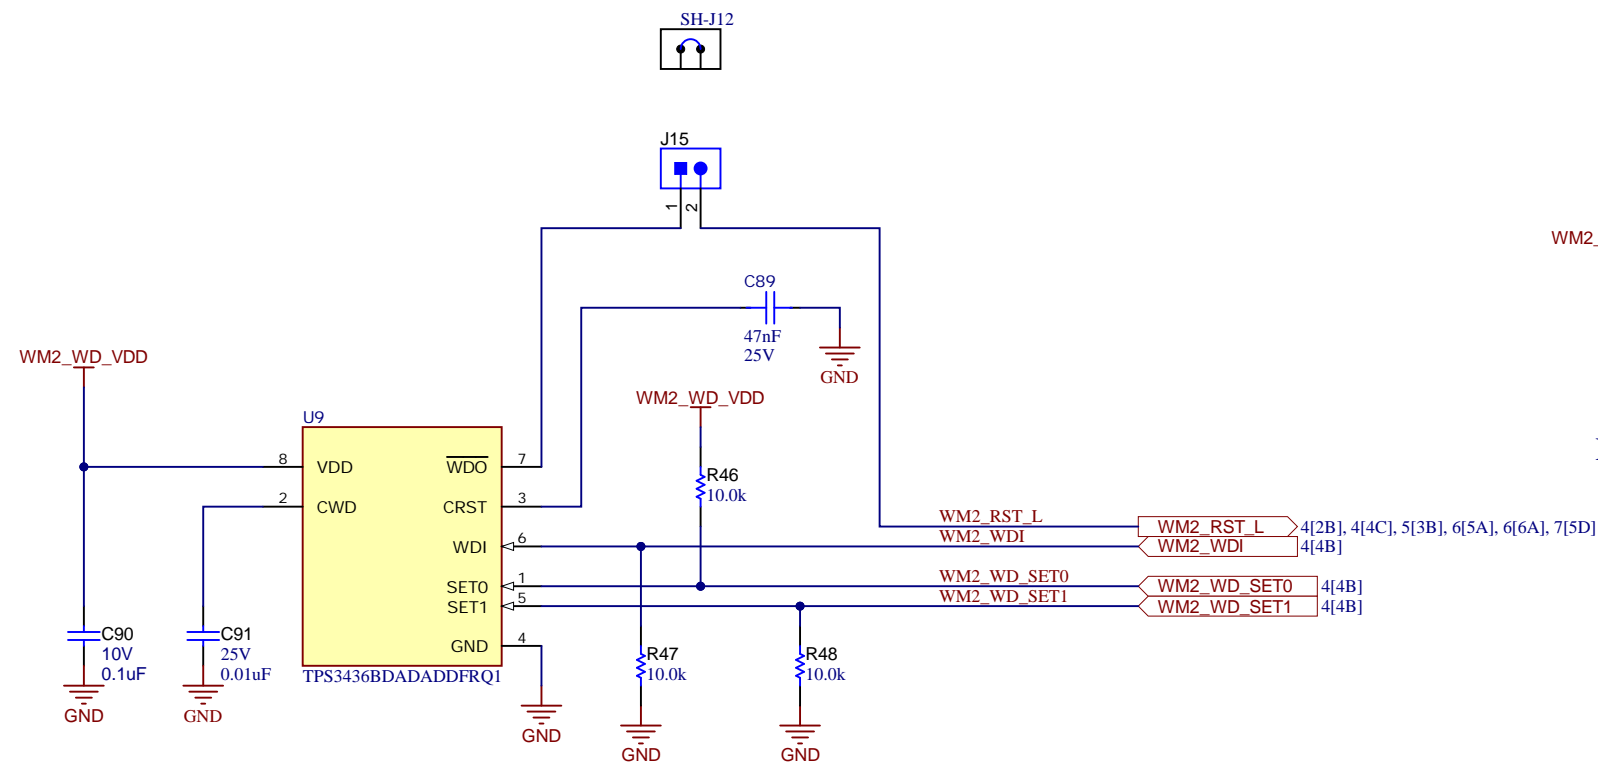 SH-J12
J15
1
2
WM2_
C89
47nF
25V
GND
WM2_WD_VDD
WM2_WD_VDD
U9
8
VDD
WDO
7
2
CWD
CRST
3
WDI
6
SET0
1
SET1
5
GND
4
TPS3436BDADADDFRQ1
R46
10.0k
WM2_RST_L
WM2_RST_L
4[2B], 4[4C], 5[3B], 6[5A], 6[6A], 7[5D]
WM2_WDI
WM2_WDI
4[4B]
WM2_WD_SET0
WM2_WD_SET0
4[4B]
WM2_WD_SET1
WM2_WD_SET1
4[4B]
C90
10V
0.1uF
GND
C91
25V
0.01uF
GND
GND
R47
10.0k
GND
R48
10.0k
GND